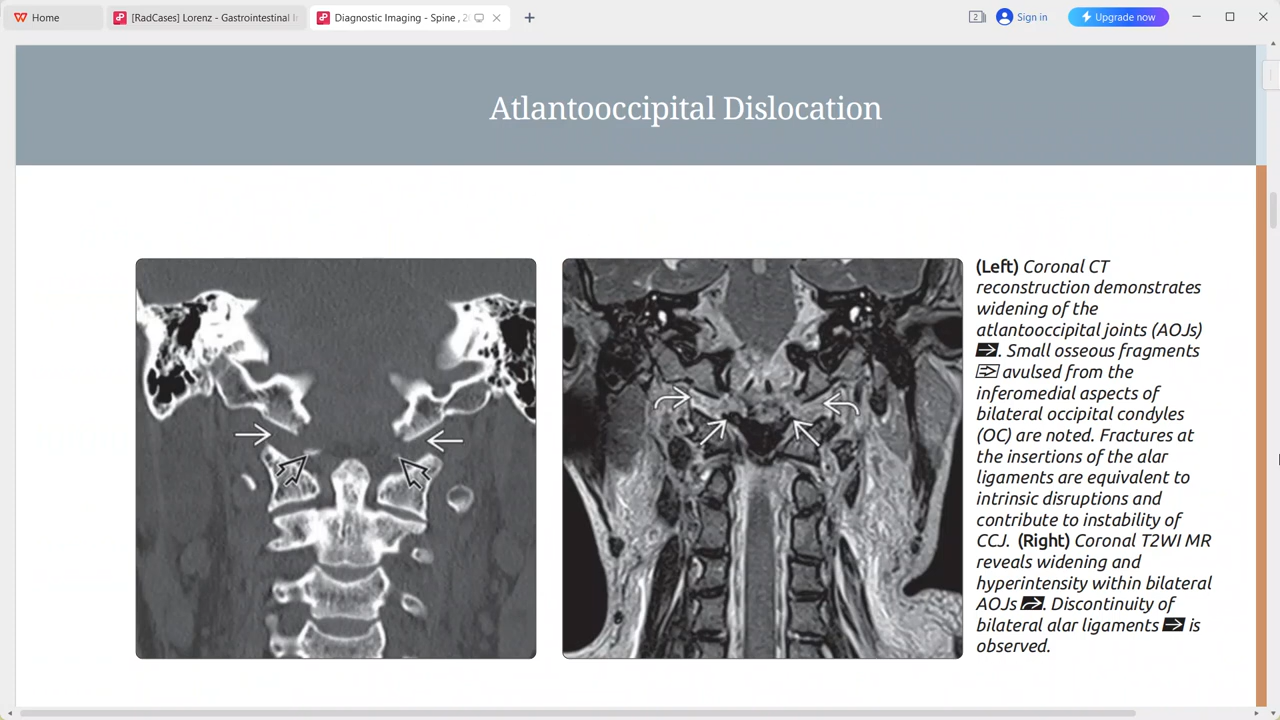 Home
[RadCases] Lorenz - Gastrointestinal I
Diagnostic Imaging - Spine , 2
2
Sign in
Upgrade now
Atlantooccipital Dislocation
(Left) Coronal CT
reconstruction demonstrates
widening of the
atlantooccipital joints (AOJs)
. Small osseous fragments
avulsed from the
inferomedial aspects of
bilateral occipital condyles
(OC) are noted. Fractures at
the insertions of the alar
ligaments are equivalent to
intrinsic disruptions and
contribute to instability of
CCJ. (Right) Coronal T2WI MR
reveals widening and
hyperintensity within bilateral
AOJs . Discontinuity of
bilateral alar ligaments is
observed.